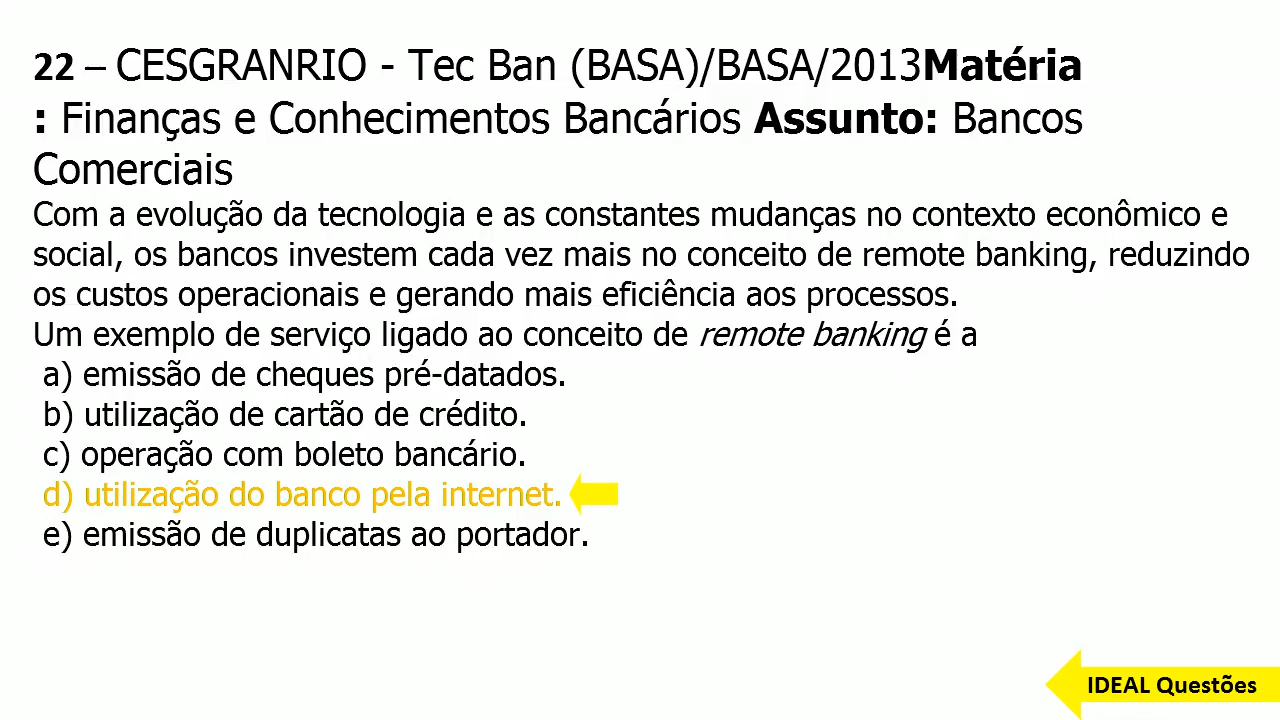 22 – CESGRANRIO - Tec Ban (BASA)/BASA/2013Matéria
: Finanças e Conhecimentos Bancários Assunto: Bancos
Comerciais
Com a evolução da tecnologia e as constantes mudanças no contexto econômico e
social, os bancos investem cada vez mais no conceito de remote banking, reduzindo
os custos operacionais e gerando mais eficiência aos processos.
Um exemplo de serviço ligado ao conceito de remote banking é a
a) emissão de cheques pré-datados.
b) utilização de cartão de crédito.
c) operação com boleto bancário.
d) utilização do banco pela internet.
e) emissão de duplicatas ao portador.
IDEAL Questões